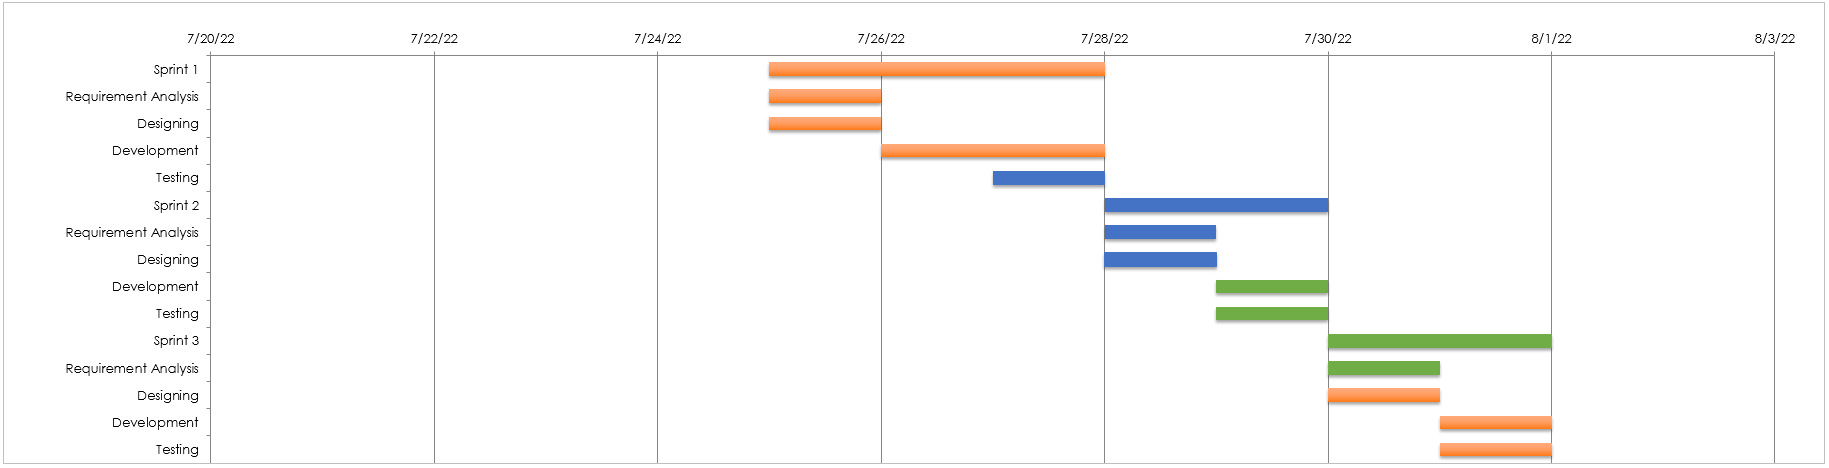 7/20/22 7/22/22 7/24/22 7/26/22 7/28/22 7/30/22 8/1/22 8/3/22
Sprint 1
Requirement Analysis
Designing
Development
Testing
Sprint 2
Requirement Analysis
Designing
Development
Testing
Sprint 3
Requirement Analysis
Designing
Development
Testing